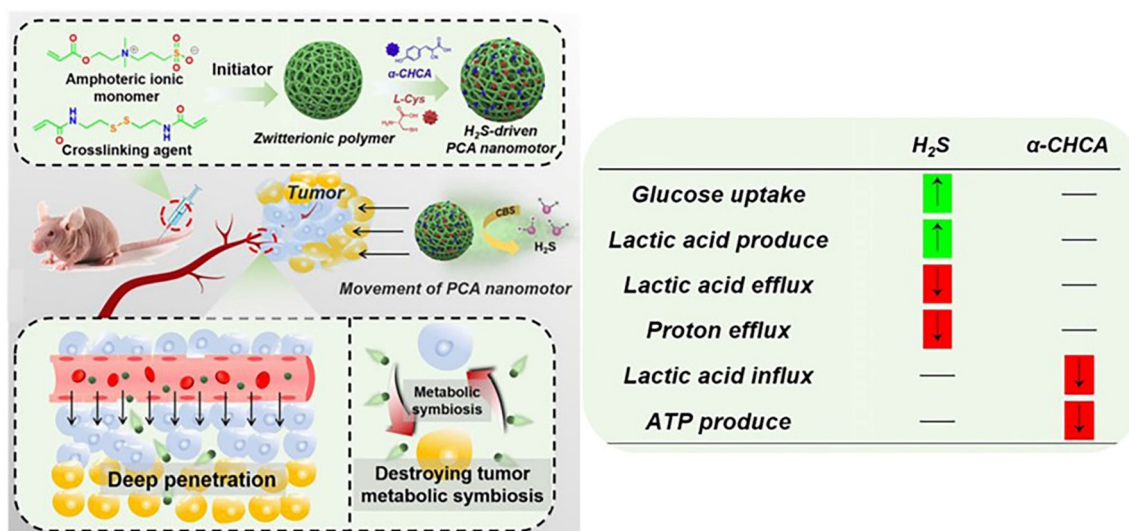 Amphoteric ionic
monomer
Crosslinking agent
Initiator
Zwitterionic polymer
α-CHCA
L-Cys
H₂S-driven
PCA nanomotor
Tumor
CBS
H₂S
Movement of PCA nanomotor
Deep penetration
Metabolic
symbiosis
Destroying tumor
metabolic symbiosis
H₂S α-CHCA
Glucose uptake ↑ —
Lactic acid produce ↑ —
Lactic acid efflux ↓ —
Proton efflux ↓ —
Lactic acid influx — ↓
ATP produce — ↓